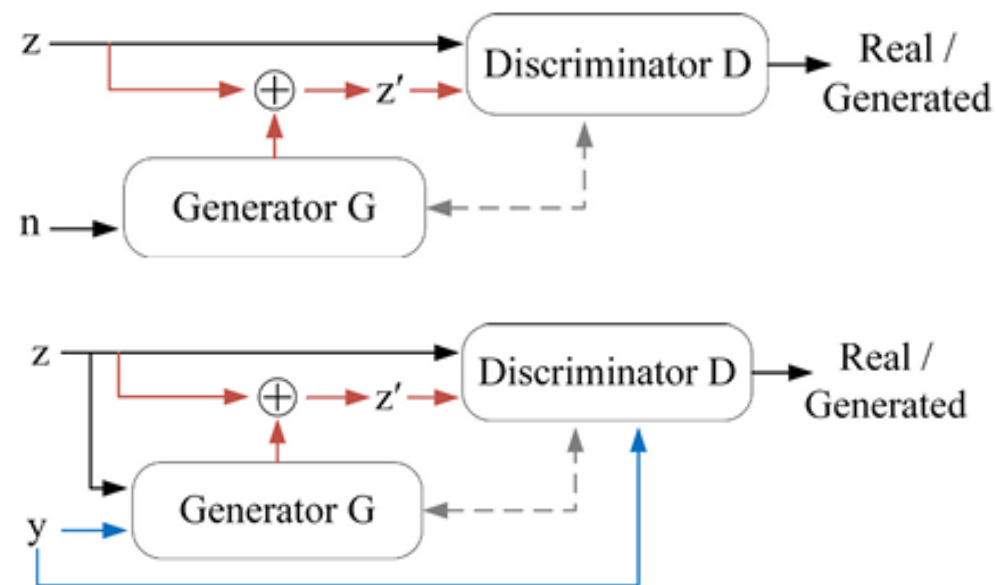 z
Discriminator D
Real /
Generated
z′
Generator G
n
z
Discriminator D
Real /
Generated
z′
Generator G
y